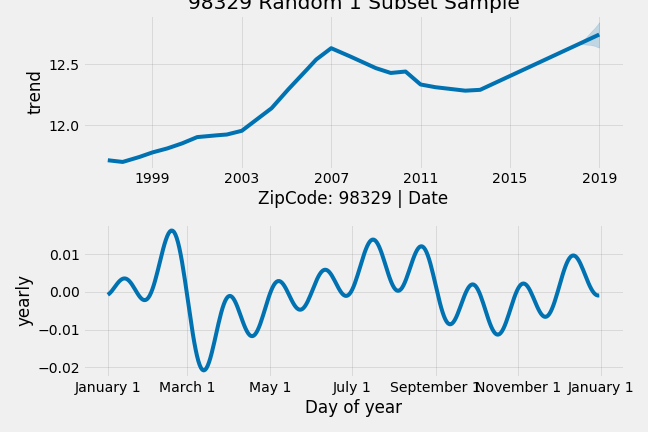 98329 Random 1 Subset Sample
12.5
12.0
trend
1999 2003 2007 2011 2015 2019
ZipCode: 98329 | Date
0.01
0.00
−0.01
−0.02
yearly
January 1 March 1 May 1 July 1 September 1 November 1 January 1
Day of year